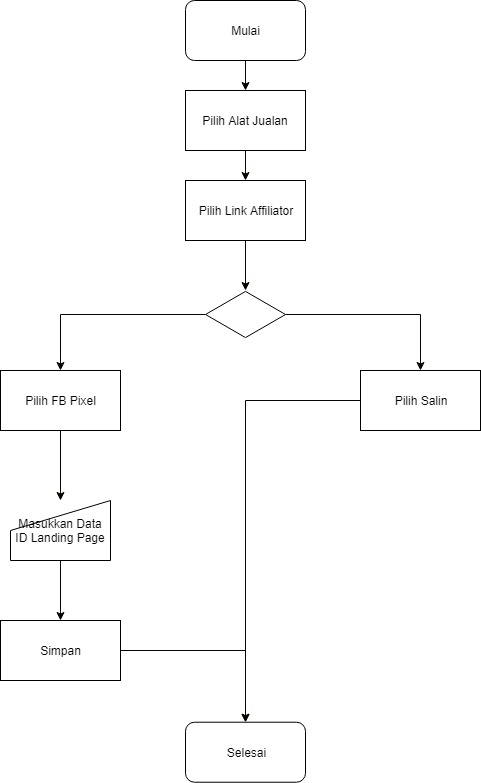 Mulai
Pilih Alat Jualan
Pilih Link Affiliator
Pilih FB Pixel
Pilih Salin
Masukkan Data
ID Landing Page
Simpan
Selesai